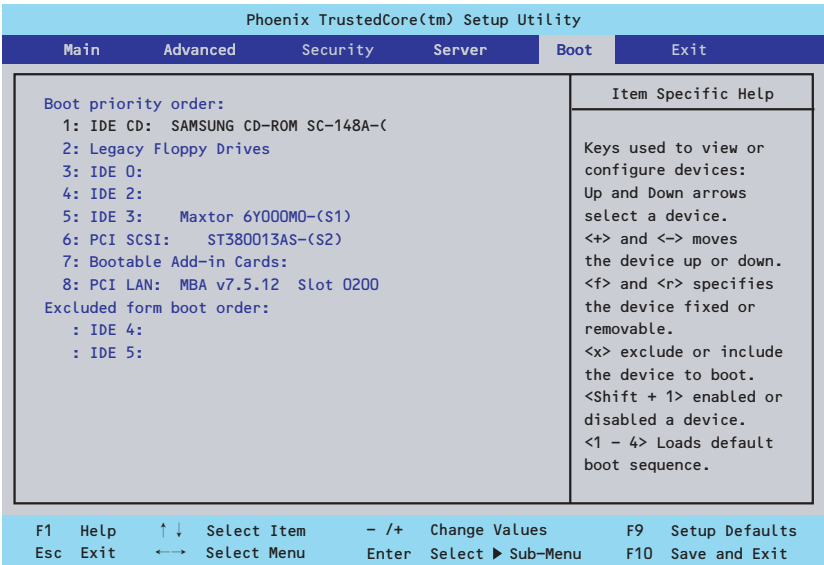 Phoenix TrustedCore(tm) Setup Utility
Main Advanced Security Server Boot Exit
Boot priority order:
1: IDE CD: SAMSUNG CD-ROM SC-148A-(
2: Legacy Floppy Drives
3: IDE 0:
4: IDE 2:
5: IDE 3: Maxtor 6Y000M0-(S1)
6: PCI SCSI: ST380013AS-(S2)
7: Bootable Add-in Cards:
8: PCI LAN: MBA v7.5.12 Slot 0200
Excluded form boot order:
: IDE 4:
: IDE 5:
Item Specific Help
Keys used to view or
configure devices:
Up and Down arrows
select a device.
<+> and <-> moves
the device up or down.
<f> and <r> specifies
the device fixed or
removable.
<x> exclude or include
the device to boot.
<Shift + 1> enabled or
disabled a device.
<1 - 4> Loads default
boot sequence.
F1 Help ↑↓ Select Item - /+ Change Values F9 Setup Defaults
Esc Exit ←→ Select Menu Enter Select ▶ Sub-Menu F10 Save and Exit